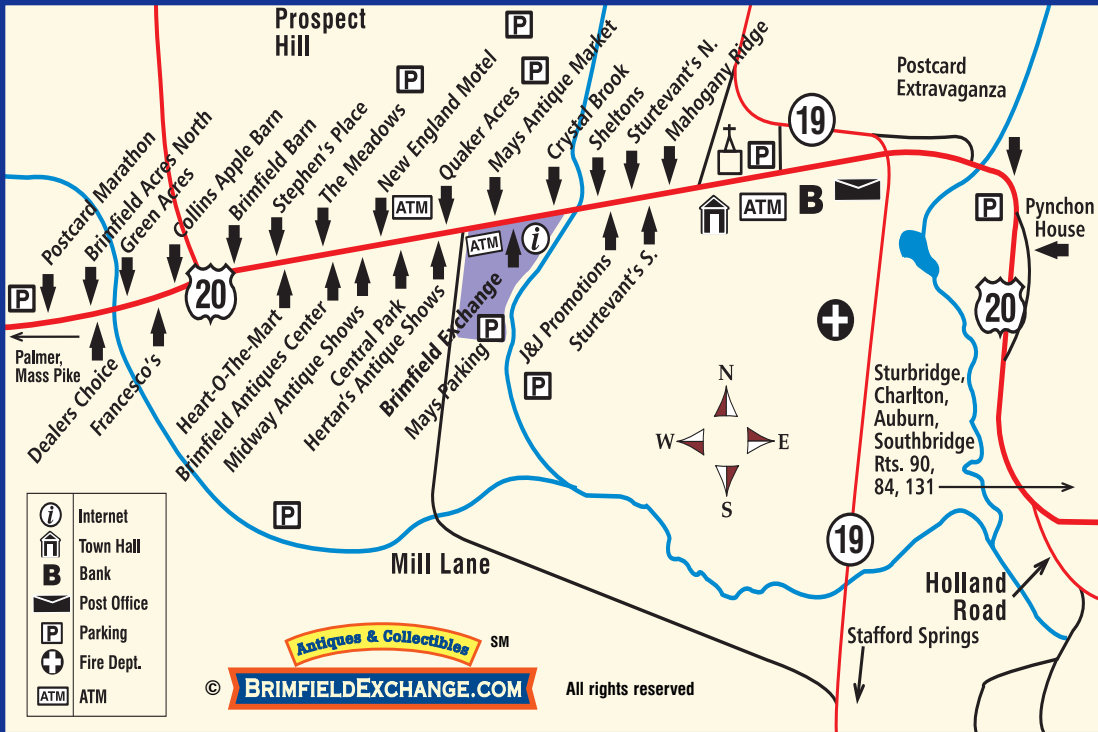 Prospect
Hill
P
P
P
Postcard Marathon
Brimfield Acres North
Green Acres
Collins Apple Barn
Brimfield Barn
Stephen's Place
The Meadows
New England Motel
Quaker Acres
Mays Antique Market
Crystal Brook
Sheltons
Sturtevant's N.
Mahogany Ridge
19
Postcard
Extravaganza
P
ATM
ATM
B
P
Pynchon
House
P
20
ATM
i
20
Palmer,
Mass Pike
Dealers Choice
Francesco's
Heart-O-The-Mart
Brimfield Antiques Center
Midway Antique Shows
Central Park
Hertan's Antique Shows
Brimfield Exchange
Mays Parking
P
J&J Promotions
Sturtevant's S.
P
Sturbridge,
Charlton,
Auburn,
Southbridge
Rts. 90,
84, 131
N
W
E
S
P
19
Mill Lane
Holland
Road
Stafford Springs
i Internet
Town Hall
B Bank
Post Office
P Parking
Fire Dept.
ATM ATM
Antiques & Collectibles SM
© BRIMFIELDEXCHANGE.COM All rights reserved